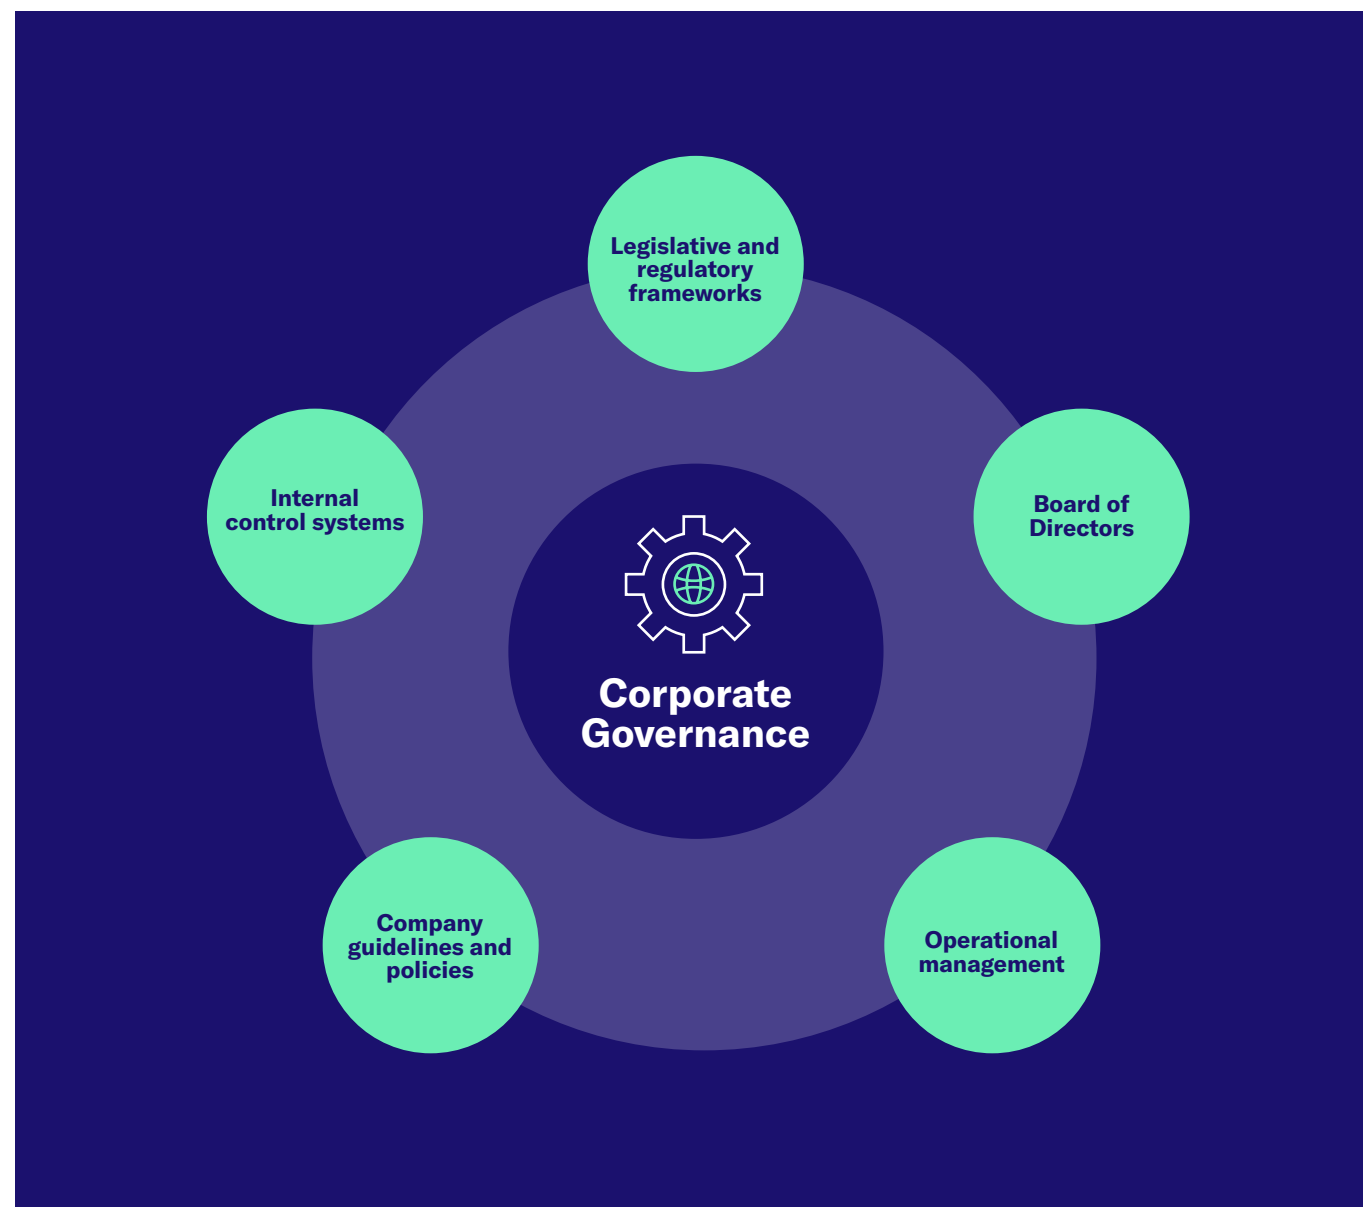 Legislative and
regulatory
frameworks
Internal
control systems
Board of
Directors
Corporate
Governance
Company
guidelines and
policies
Operational
management